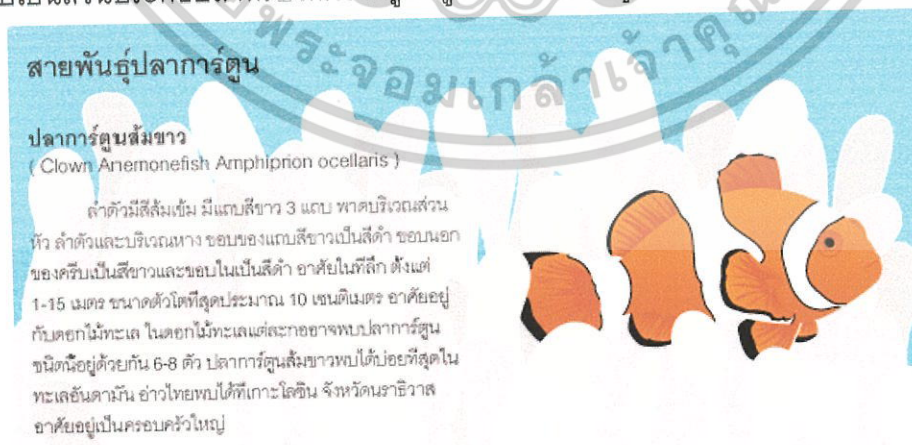 พระจอมเกล้าเจ้าคุณ
สายพันธุ์ปลาการ์ตูน
ปลาการ์ตูนส้มขาว
( Clown Anemonefish Amphiprion ocellaris )
ลำตัวมีสีส้มเข้ม มีแถบสีขาว 3 แถบ พาดบริเวณส่วน
หัว ลำตัวและบริเวณหาง ขอบของแถบสีขาวเป็นสีดำ ขอบนอก
ของครีบเป็นสีขาวและขอบในเป็นสีดำ อาศัยในที่ลึก ตั้งแต่
1-15 เมตร ขนาดตัวโตที่สุดประมาณ 10 เซนติเมตร อาศัยอยู่
กับดอกไม้ทะเล ในดอกไม้ทะเลแต่ละกออาจพบปลาการ์ตูน
ชนิดนี้อยู่ด้วยกัน 6-8 ตัว ปลาการ์ตูนส้มขาวพบได้บ่อยที่สุดใน
ทะเลอันดามัน อ่าวไทยพบได้ที่เกาะโลซิน จังหวัดนราธิวาส
อาศัยอยู่เป็นครอบครัวใหญ่